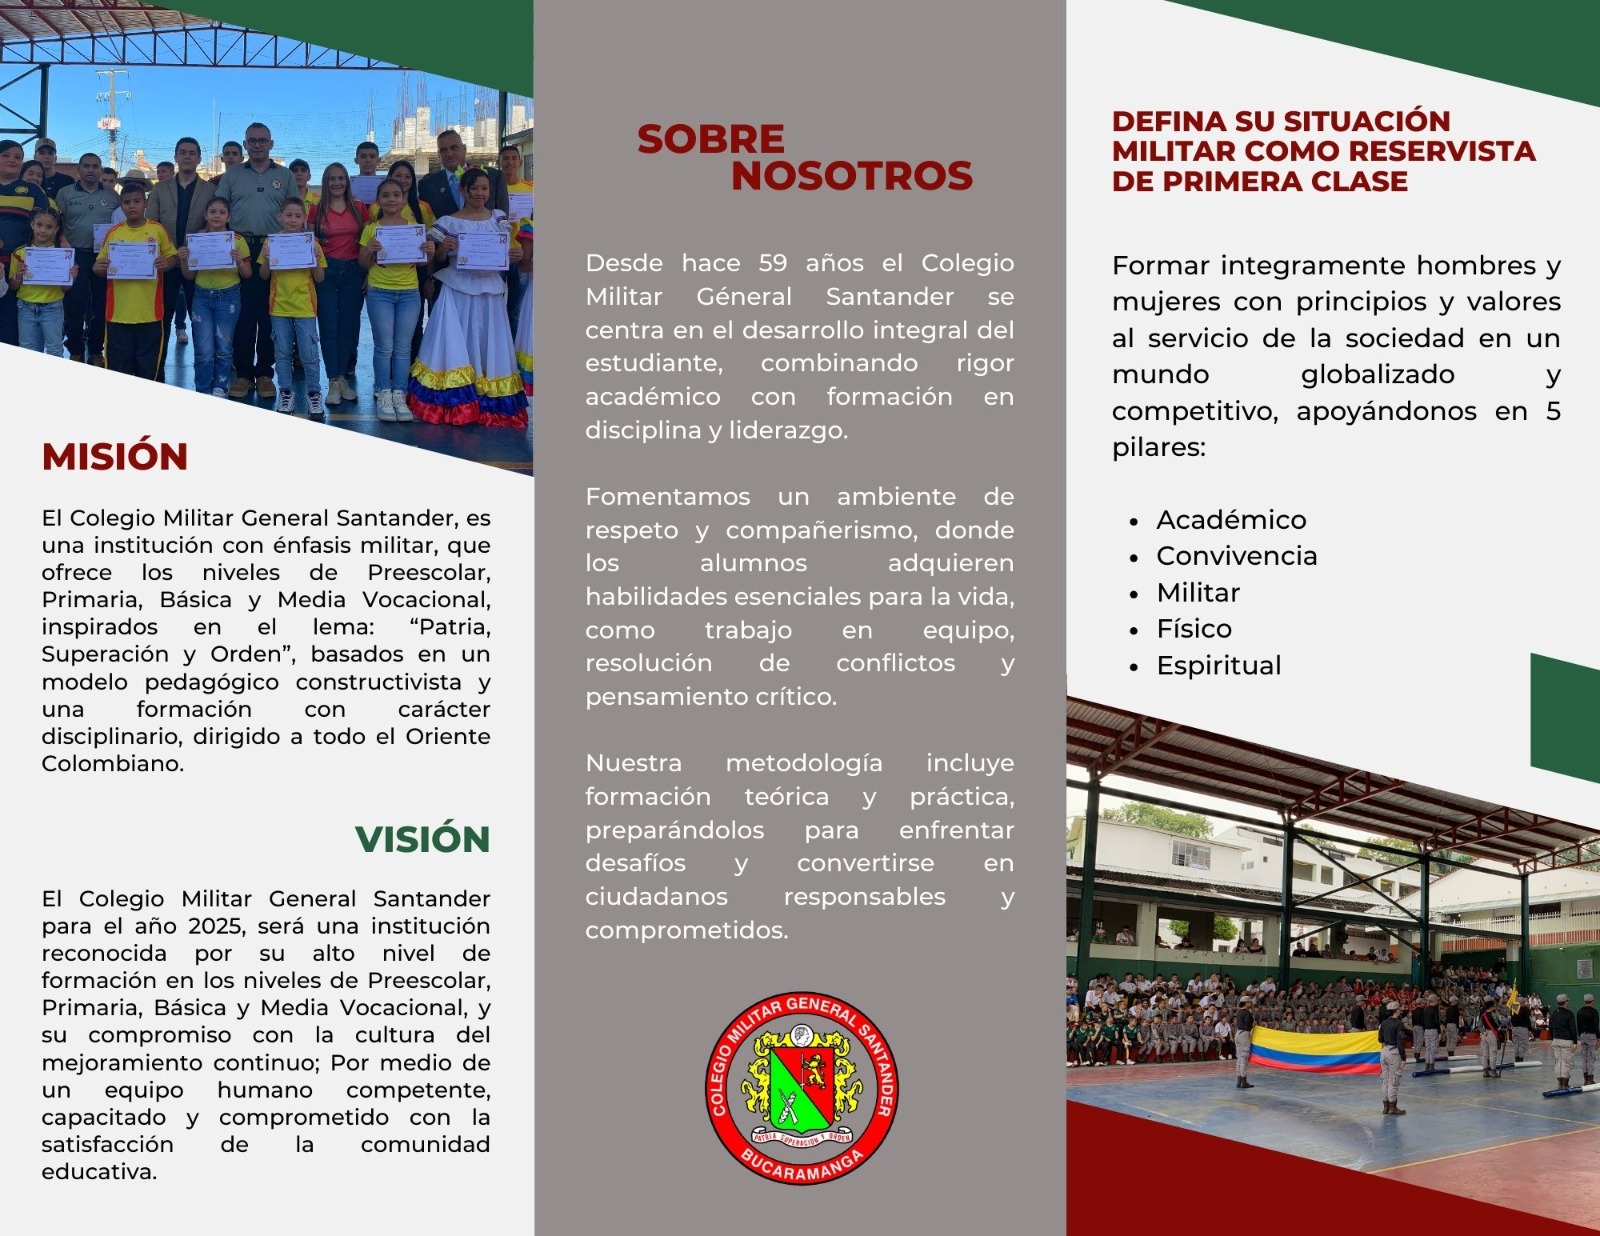 MISIÓN
El Colegio Militar General Santander, es
una institución con énfasis militar, que
ofrece los niveles de Preescolar,
Primaria, Básica y Media Vocacional,
inspirados en el lema: “Patria,
Superación y Orden”, basados en un
modelo pedagógico constructivista y
una formación con carácter
disciplinario, dirigido a todo el Oriente
Colombiano.
VISIÓN
El Colegio Militar General Santander
para el año 2025, será una institución
reconocida por su alto nivel de
formación en los niveles de Preescolar,
Primaria, Básica y Media Vocacional, y
su compromiso con la cultura del
mejoramiento continuo; Por medio de
un equipo humano competente,
capacitado y comprometido con la
satisfacción de la comunidad
educativa.
SOBRE
NOSOTROS
Desde hace 59 años el Colegio
Militar Géneral Santander se
centra en el desarrollo integral del
estudiante, combinando rigor
académico con formación en
disciplina y liderazgo.
Fomentamos un ambiente de
respeto y compañerismo, donde
los alumnos adquieren
habilidades esenciales para la vida,
como trabajo en equipo,
resolución de conflictos y
pensamiento crítico.
Nuestra metodología incluye
formación teórica y práctica,
preparándolos para enfrentar
desafíos y convertirse en
ciudadanos responsables y
comprometidos.
COLEGIO MILITAR GENERAL SANTANDER
PATRIA SUPERACIÓN Y ORDEN
BUCARAMANGA
DEFINA SU SITUACIÓN
MILITAR COMO RESERVISTA
DE PRIMERA CLASE
Formar integramente hombres y
mujeres con principios y valores
al servicio de la sociedad en un
mundo globalizado y
competitivo, apoyándonos en 5
pilares:
• Académico
• Convivencia
• Militar
• Físico
• Espiritual